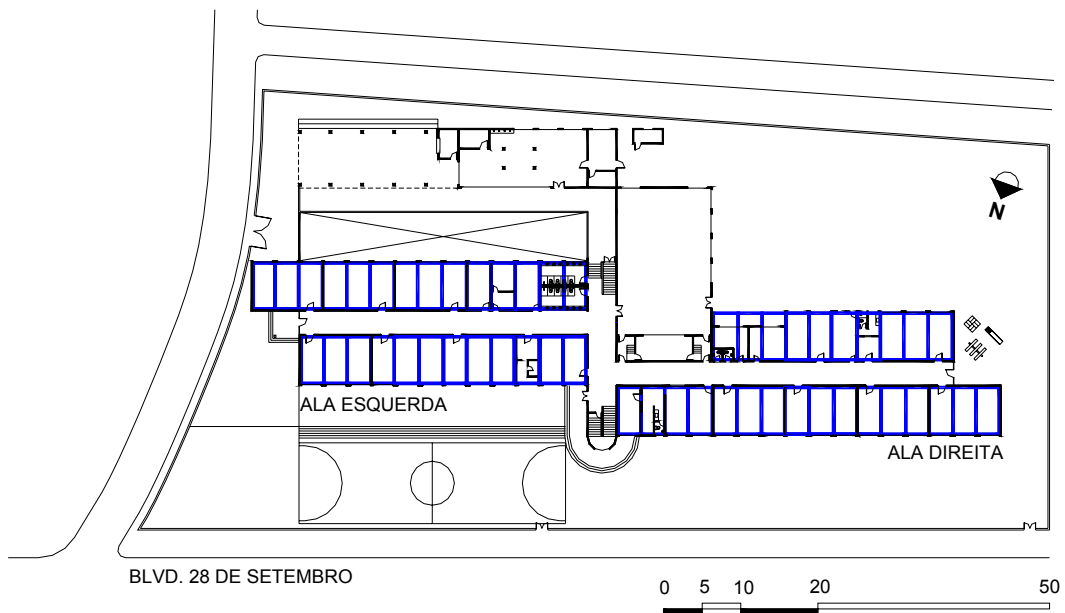 N
ALA ESQUERDA
ALA DIREITA
BLVD. 28 DE SETEMBRO
0 5 10 20 50